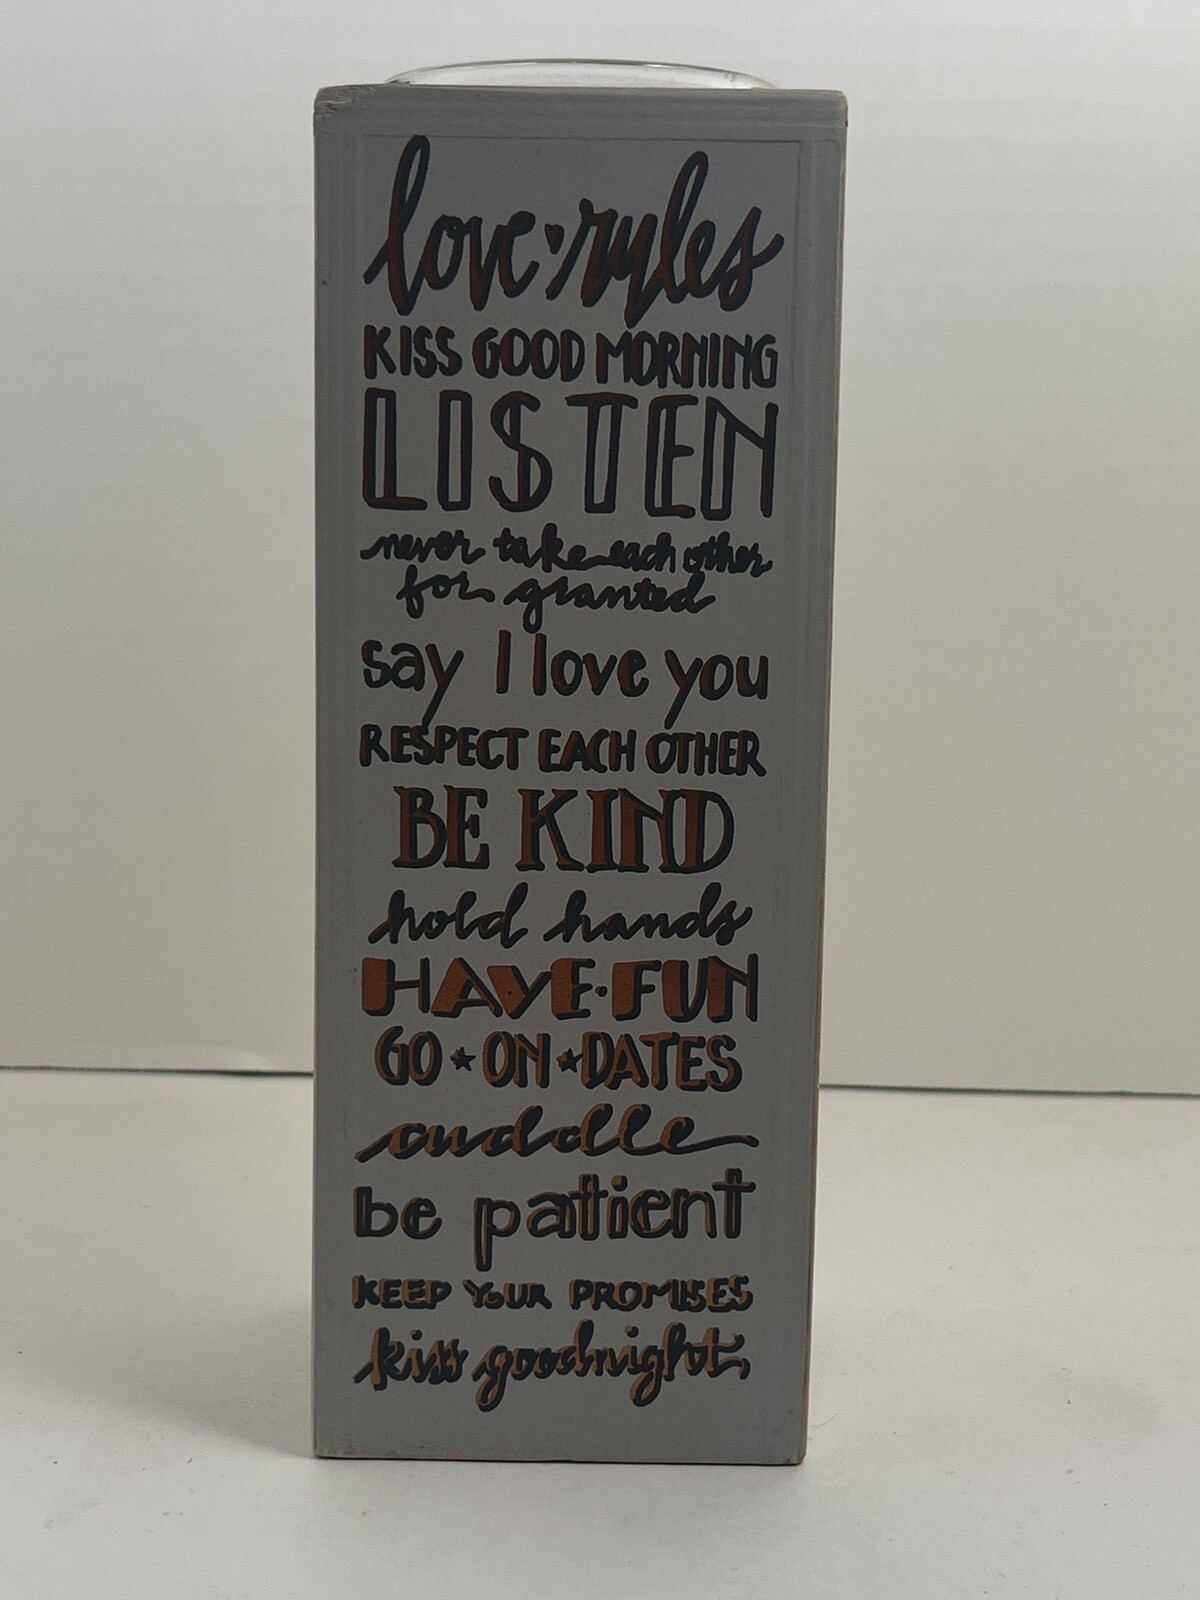 love rules
KISS GOOD MORNING
LISTEN
never take each other
for granted
say I love you
RESPECT EACH OTHER
BE KIND
hold hands
HAVE·FUN
GO★ON★DATES
cuddle
be patient
KEEP YOUR PROMISES
kiss goodnight